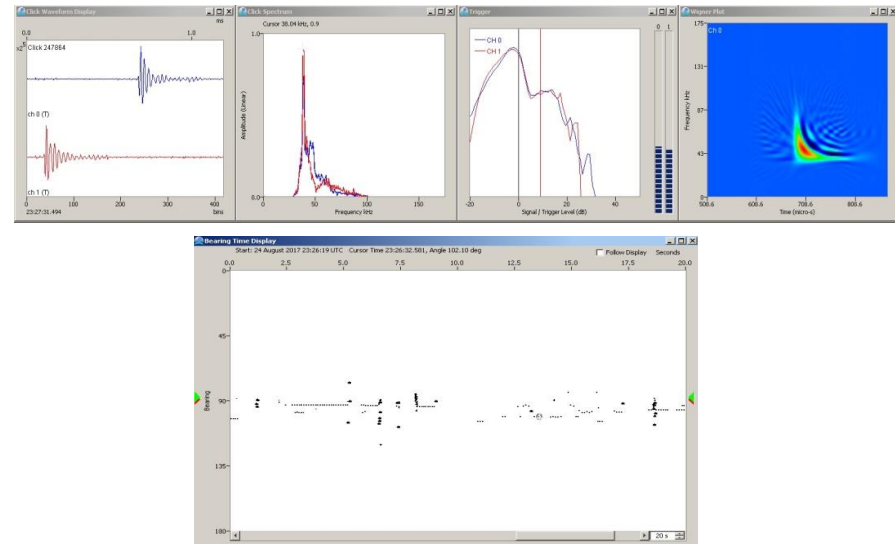 Click Waveform Display
ms
0.0 1.0
Click 247864
ch 0 (T)
ch 1 (T)
0 100 200 300 400
23:27:31.494 bins
Click Spectrum
Cursor 38.04 kHz, 0.9
1.0
Amplitude (Linear)
0.0
0 50 100 150
Frequency kHz
Trigger
CH 0
CH 1
0 1
-20 0 20 40
Signal / Trigger Level (dB)
Wigner Plot
Ch 0
175
131
87
43
0
Frequency kHz
508.6 608.6 708.6 808.6
Time (micro-s)
Bearing Time Display
Start: 24 August 2017 23:26:19 UTC Cursor Time 23:26:32.581, Angle 102.10 deg
Follow Display Seconds
0.0 2.5 5.0 7.5 10.0 12.5 15.0 17.5 20.0
0
45
90
135
180
Bearing
20 s